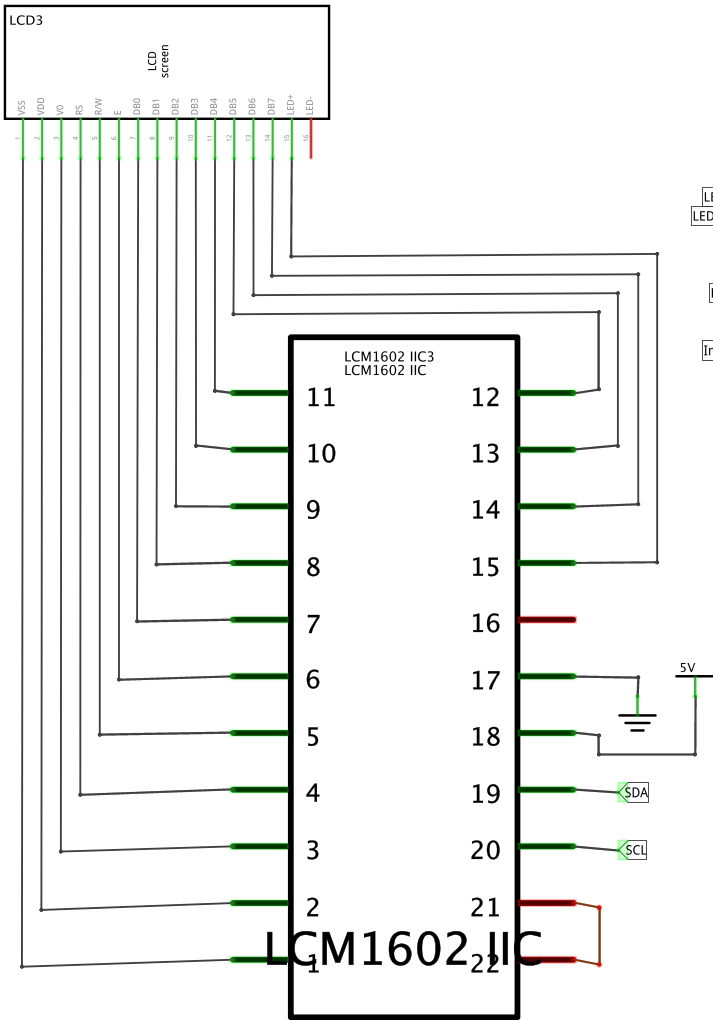 LCD3
LCD
screen
VSS
VDD
V0
RS
R/W
E
DB0
DB1
DB2
DB3
DB4
DB5
DB6
DB7
LED+
LED-
1
2
3
4
5
6
7
8
9
10
11
12
13
14
15
16
LED
LCM1602 IIC3
LCM1602 IIC
11 12
10 13
9 14
8 15
7 16
6 17
5V
5 18
4 19 SDA
3 20 SCL
2 21
LCM1602 IIC
1 22